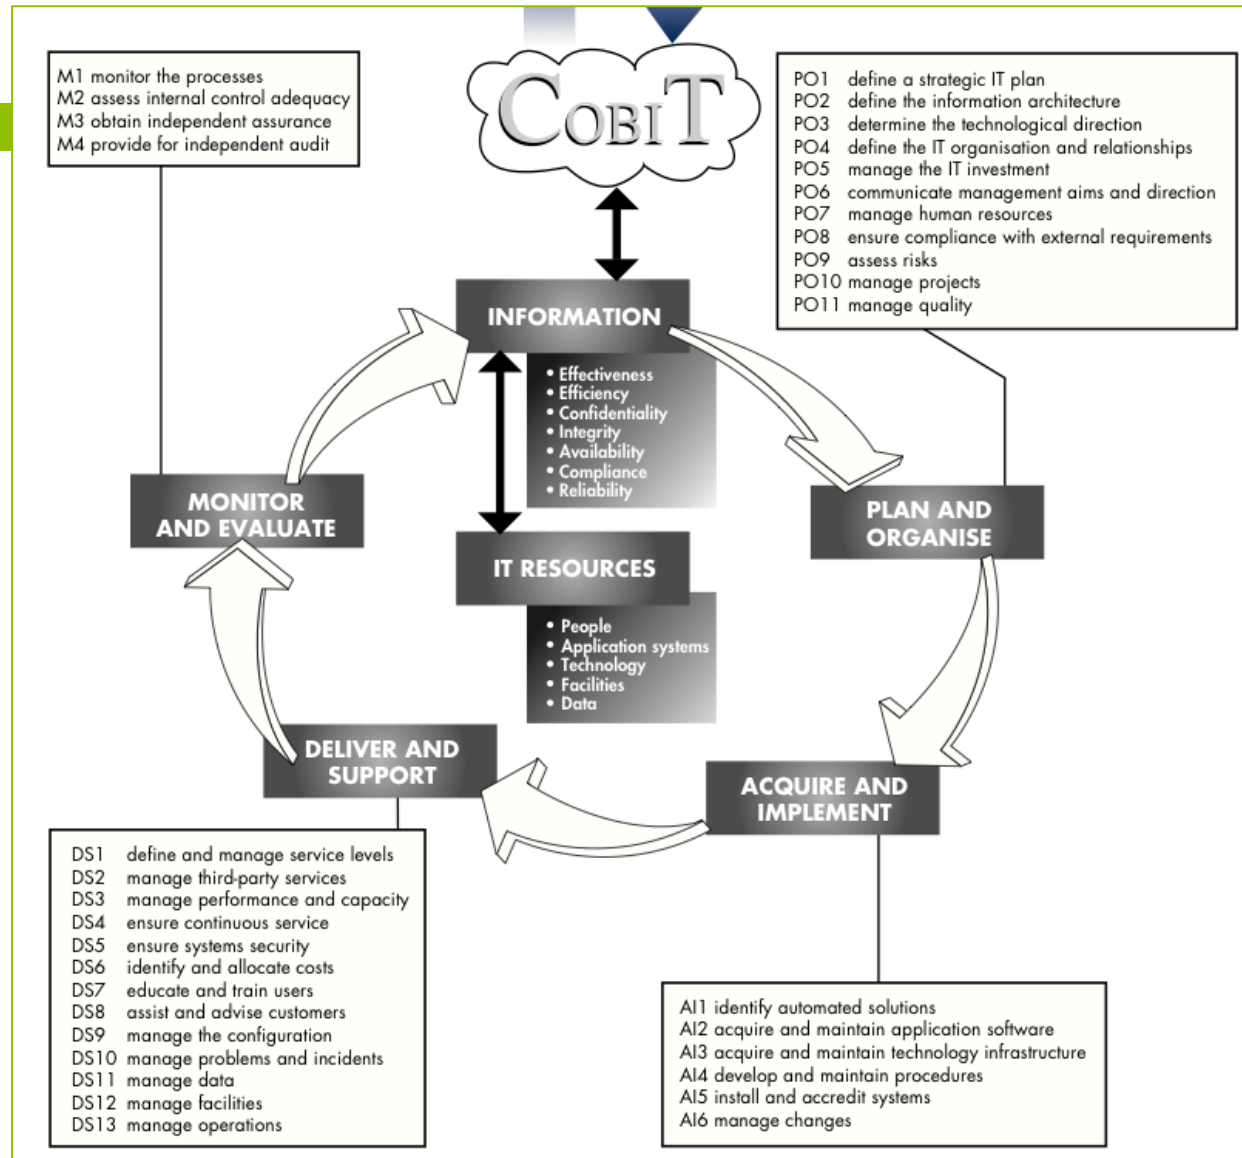 COBIT
M1 monitor the processes
M2 assess internal control adequacy
M3 obtain independent assurance
M4 provide for independent audit
PO1 define a strategic IT plan
PO2 define the information architecture
PO3 determine the technological direction
PO4 define the IT organisation and relationships
PO5 manage the IT investment
PO6 communicate management aims and direction
PO7 manage human resources
PO8 ensure compliance with external requirements
PO9 assess risks
PO10 manage projects
PO11 manage quality
INFORMATION
• Effectiveness
• Efficiency
• Confidentiality
• Integrity
• Availability
• Compliance
• Reliability
MONITOR
AND EVALUATE
PLAN AND
ORGANISE
IT RESOURCES
• People
• Application systems
• Technology
• Facilities
• Data
DELIVER AND
SUPPORT
ACQUIRE AND
IMPLEMENT
DS1 define and manage service levels
DS2 manage third-party services
DS3 manage performance and capacity
DS4 ensure continuous service
DS5 ensure systems security
DS6 identify and allocate costs
DS7 educate and train users
DS8 assist and advise customers
DS9 manage the configuration
DS10 manage problems and incidents
DS11 manage data
DS12 manage facilities
DS13 manage operations
AI1 identify automated solutions
AI2 acquire and maintain application software
AI3 acquire and maintain technology infrastructure
AI4 develop and maintain procedures
AI5 install and accredit systems
AI6 manage changes